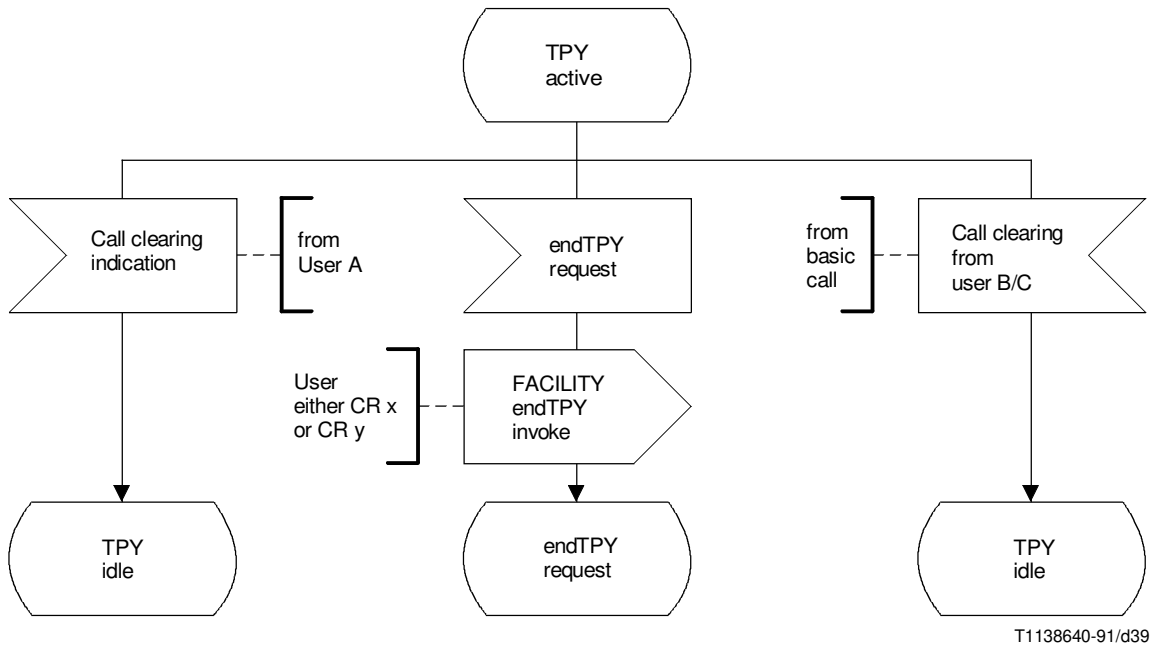 TPY
active
Call clearing
indication
from
User A
endTPY
request
from
basic
call
Call clearing
from
user B/C
User
either CR x
or CR y
FACILITY
endTPY
invoke
TPY
idle
endTPY
request
TPY
idle
T1138640-91/d39